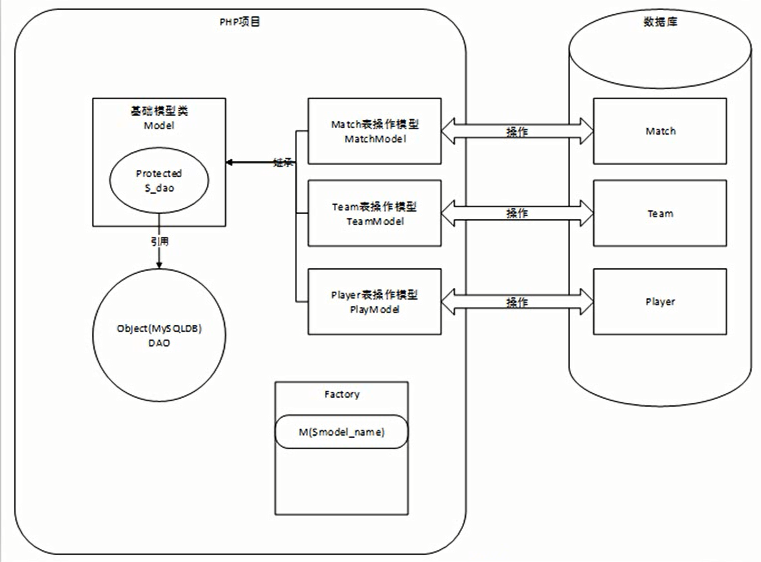 PHP项目
数据库
基础模型类
Model
Protected
S_dao
引用
Object(MySQLDB)
DAO
继承
Match表操作模型
MatchModel
操作
Match
Team表操作模型
TeamModel
操作
Team
Player表操作模型
PlayModel
操作
Player
Factory
M(Smodel_name)